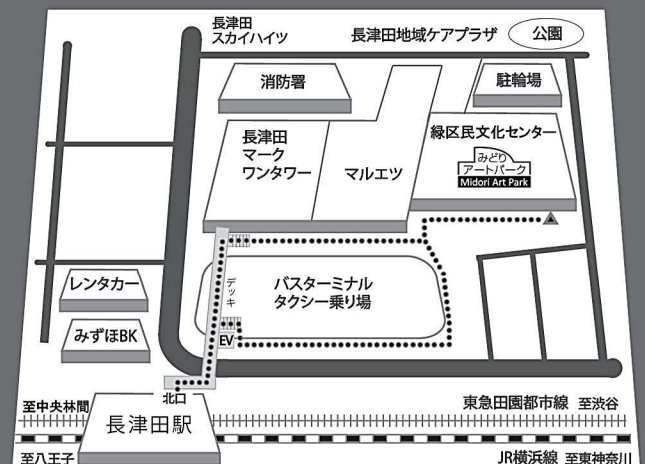 長津田
スカイハイツ
長津田地域ケアプラザ
公園
消防署
駐輪場
長津田
マーク
ワンタワー
マルエツ
緑区民文化センター
みどり
アートパーク
Midori Art Park
レンタカー
デッキ
バスターミナル
タクシー乗り場
みずほBK
EV
北口
至中央林間
長津田駅
東急田園都市線 至渋谷
至八王子
JR横浜線 至東神奈川